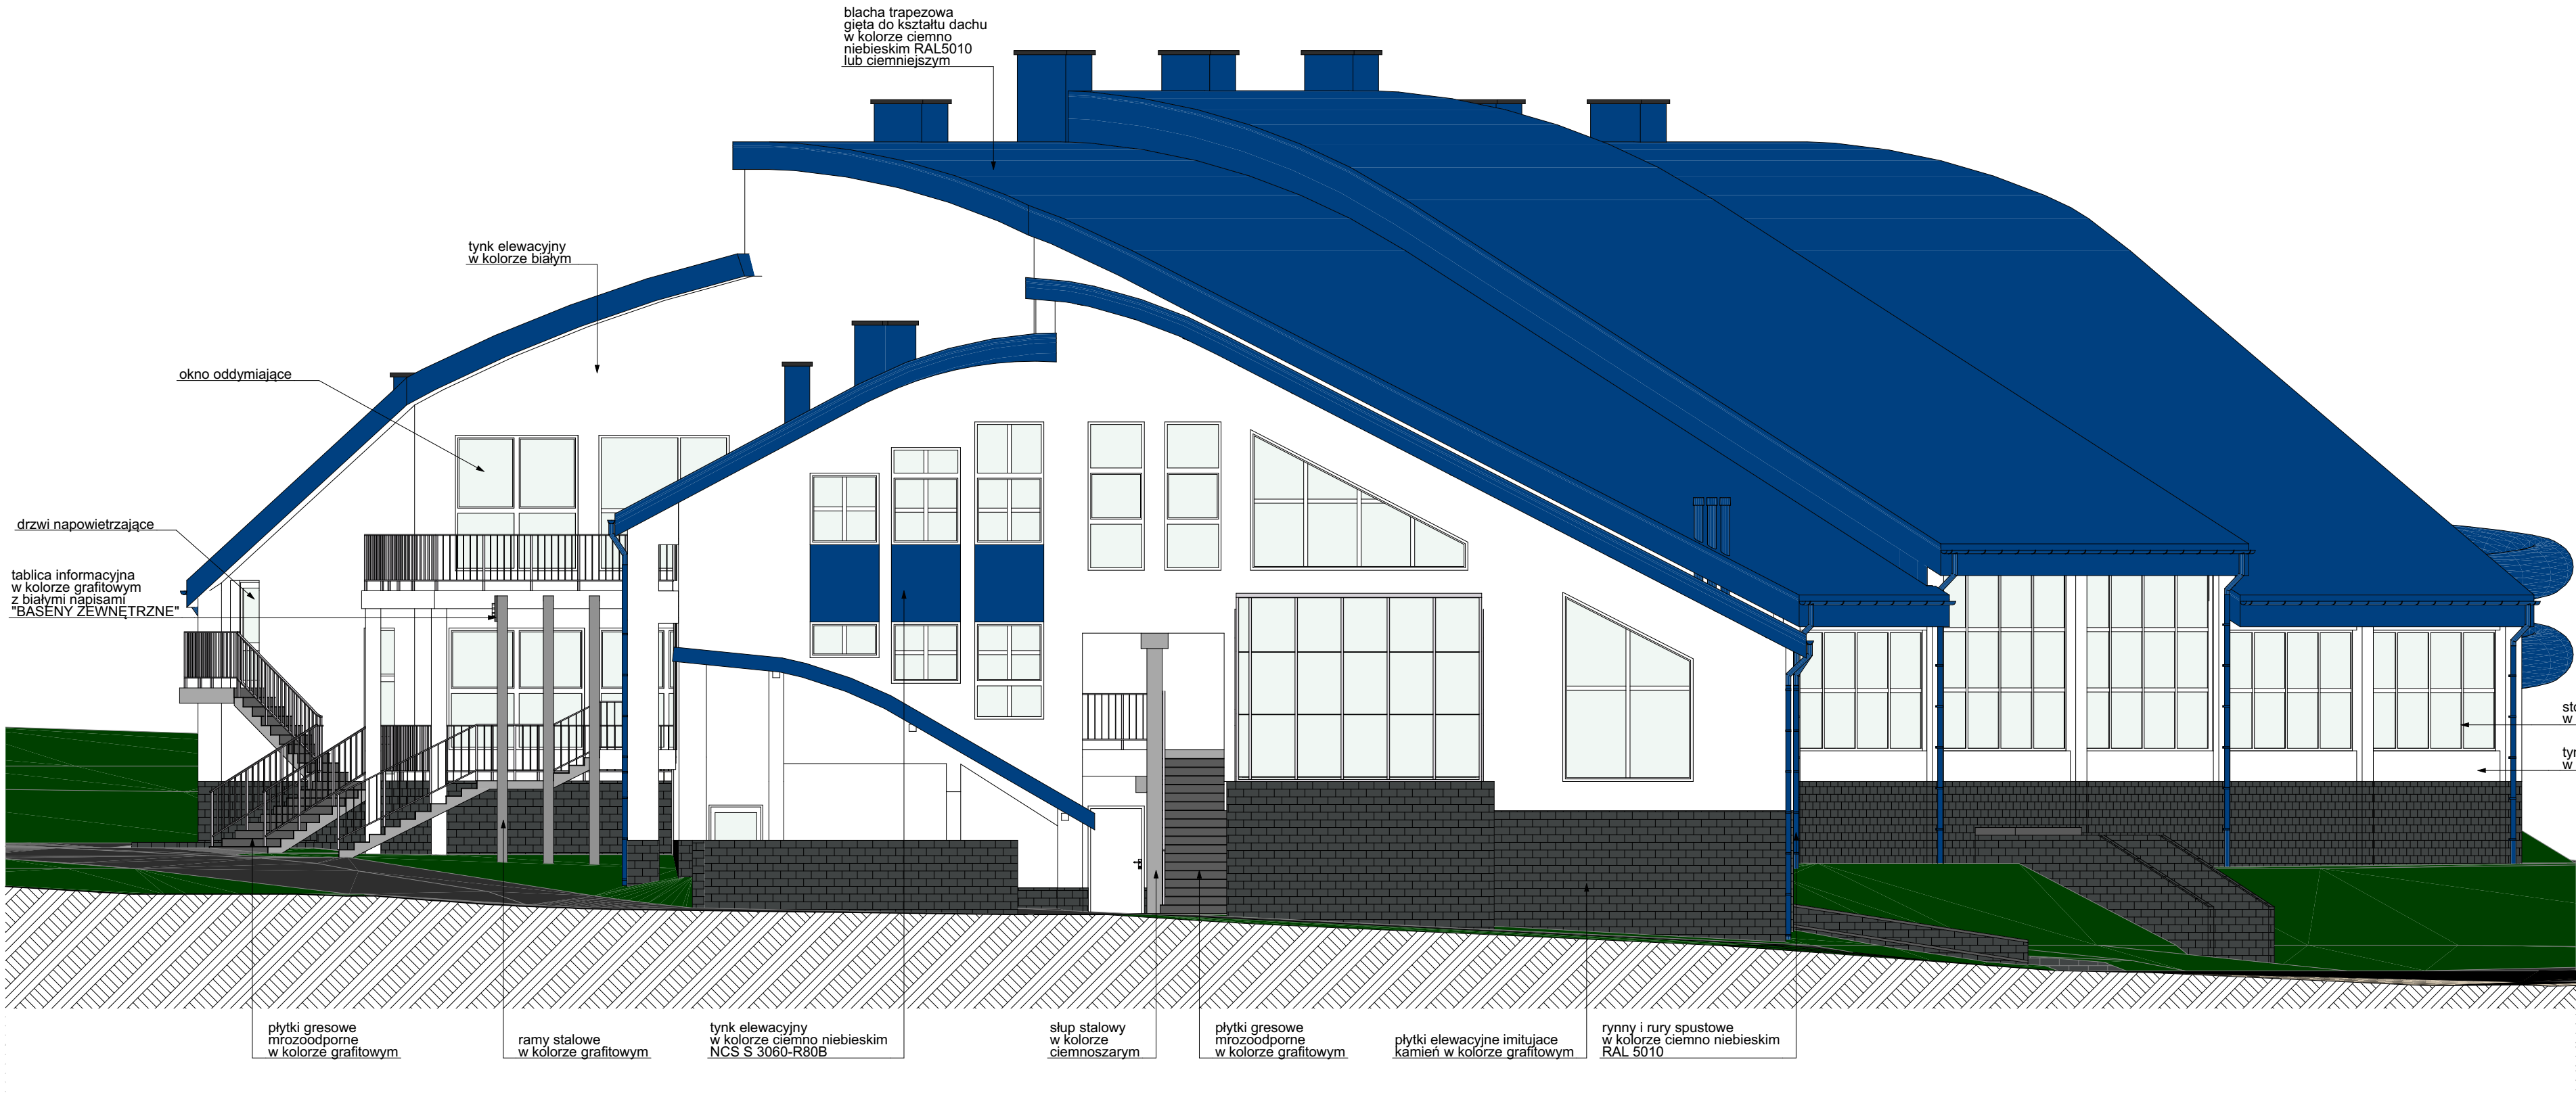 blacha trapezowa
gięta do kształtu dachu
w kolorze ciemno
niebieskim RAL5010
lub ciemniejszym
tynk elewacyjny
w kolorze białym
okno oddymiające
drzwi napowietrzające
tablica informacyjna
w kolorze grafitowym
z białymi napisami
"BASENY ZEWNĘTRZNE"
w
w
płytki gresowe
mrozoodporne
w kolorze grafitowym
ramy stalowe
w kolorze grafitowym
tynk elewacyjny
w kolorze ciemno niebieskim
NCS S 3060-R80B
słup stalowy
w kolorze
ciemnoszarym
płytki gresowe
mrozoodporne
w kolorze grafitowym
płytki elewacyjne imitujace
kamień w kolorze grafitowym
rynny i rury spustowe
w kolorze ciemno niebieskim
RAL 5010